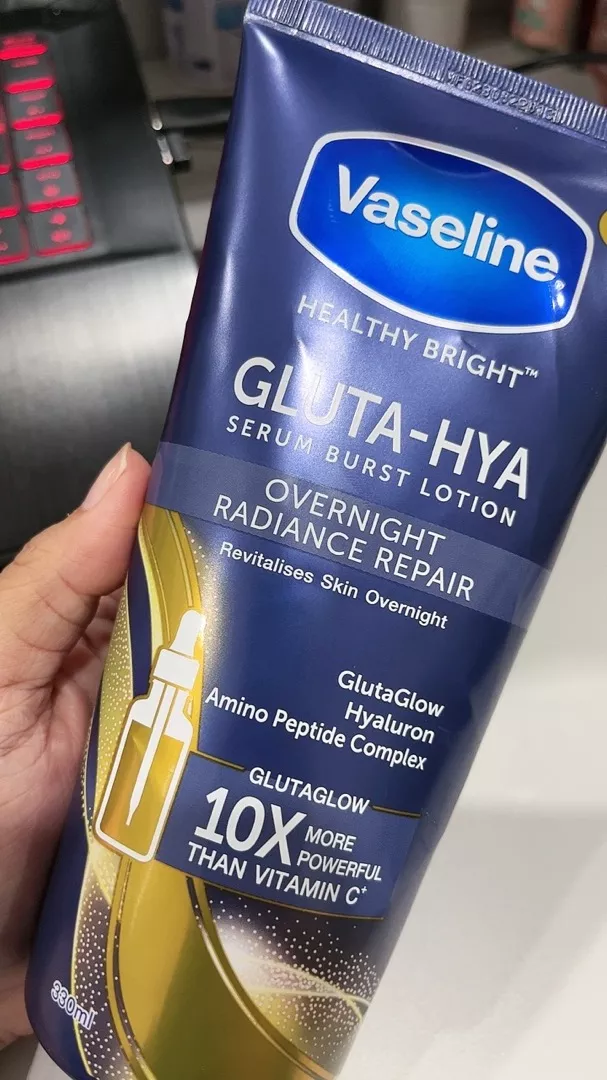 Vaseline
HEALTHY BRIGHT™
GLUTA-HYA
SERUM BURST LOTION
OVERNIGHT
RADIANCE REPAIR
Revitalises Skin Overnight
GlutaGlow
Hyaluron
Amino Peptide Complex
GLUTAGLOW
10X MORE
POWERFUL
THAN VITAMIN C⁺
330ml